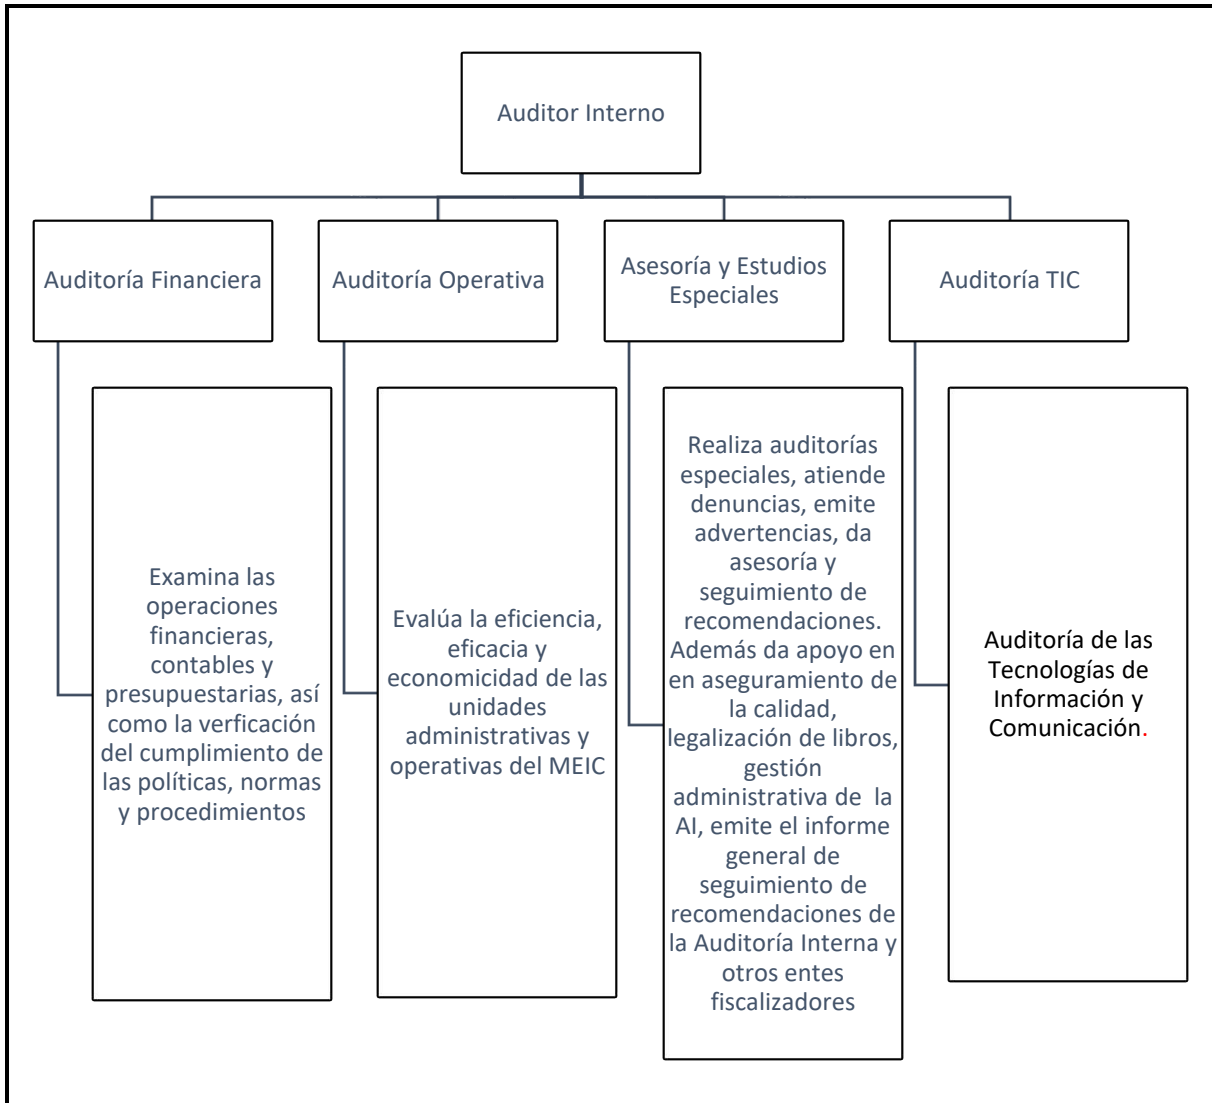 Auditor Interno
Auditoría Financiera
Auditoría Operativa
Asesoría y Estudios
Especiales
Auditoría TIC
Examina las
operaciones
financieras,
contables y
presupuestarias, así
como la verficación
del cumplimiento de
las políticas, normas
y procedimientos
Evalúa la eficiencia,
eficacia y
economicidad de las
unidades
administrativas y
operativas del MEIC
Realiza auditorías
especiales, atiende
denuncias, emite
advertencias, da
asesoría y
seguimiento de
recomendaciones.
Además da apoyo en
en aseguramiento de
la calidad,
legalización de libros,
gestión
administrativa de  la
AI, emite el informe
general de
seguimiento de
recomendaciones de
la Auditoría Interna y
otros entes
fiscalizadores
Auditoría de las
Tecnologías de
Información y
Comunicación.